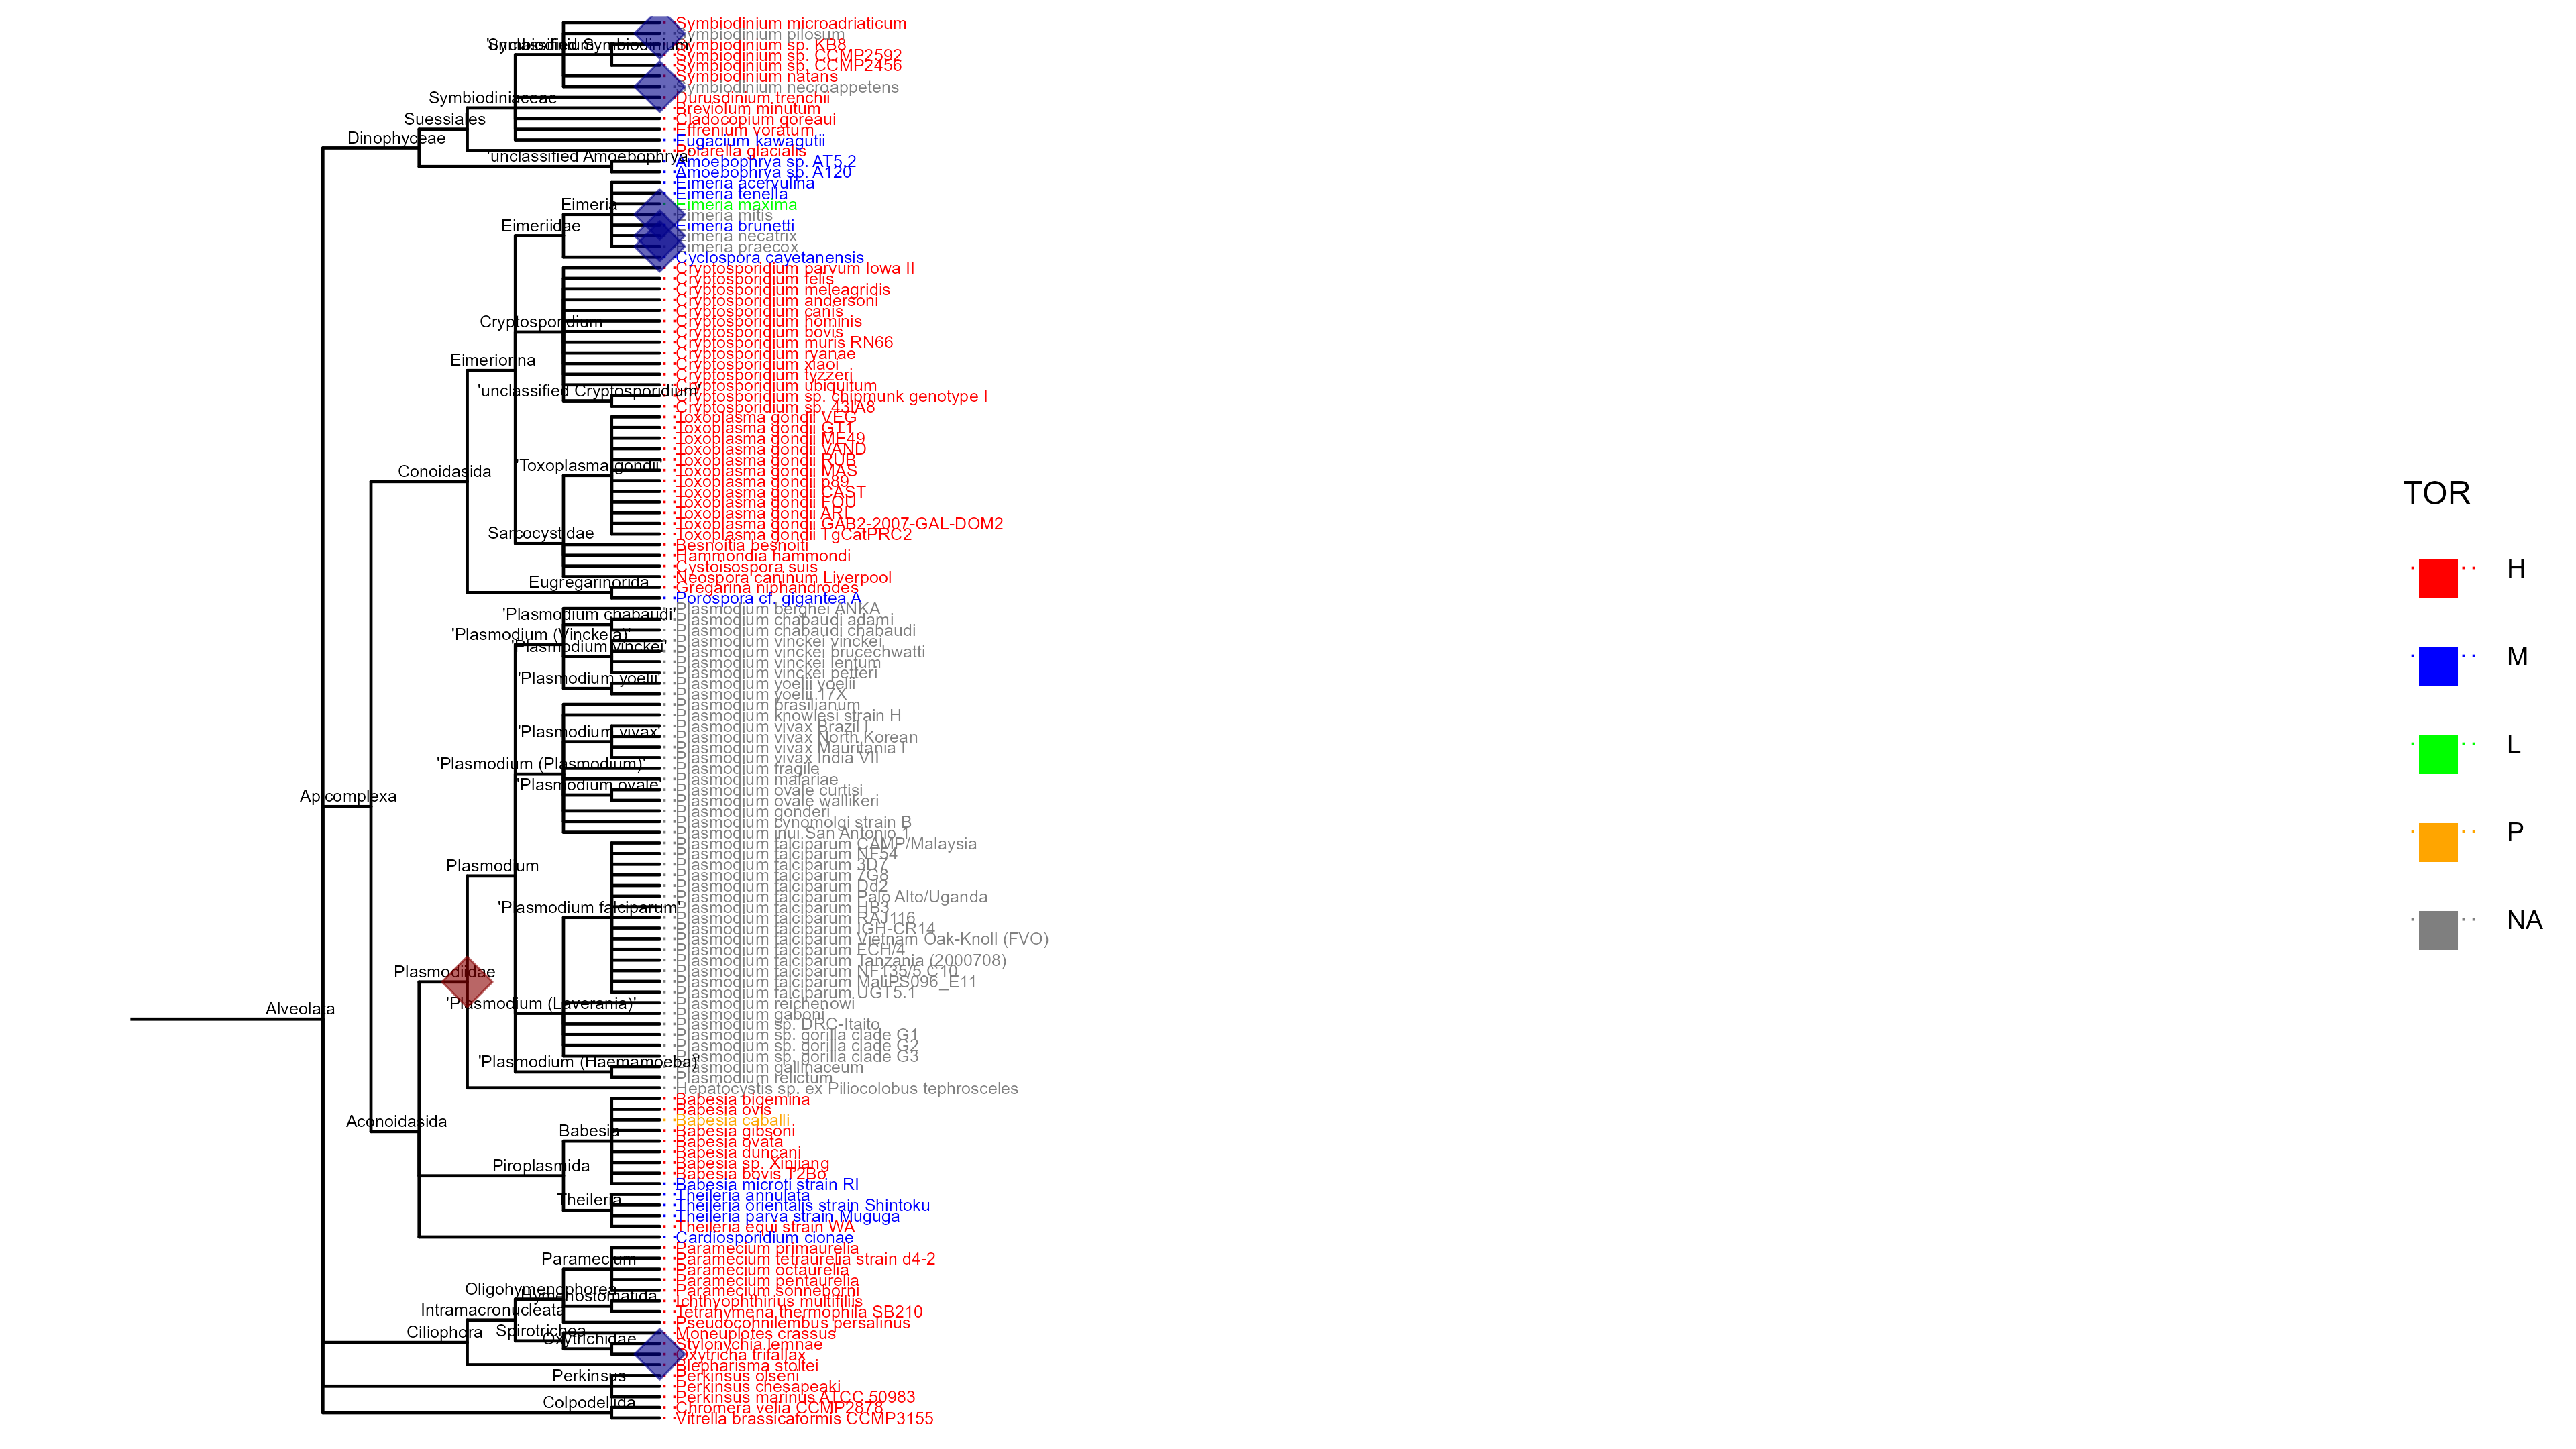 Symbiodinium microadriaticum
Symbiodinium pilosum
'unclassified Symbiodinium'
Symbiodinium sp. KB8
Symbiodinium sp. CCMP2592
Symbiodinium sp. CCMP2456
Symbiodinium natans
Symbiodinium necroappetens
Symbiodiniaceae
Durusdinium trenchii
Breviolum minutum
Suessiales
Cladocopium goreaui
Effrenium voratum
Dinophyceae
Fugacium kawagutii
Polarella glacialis
'unclassified Amoebophrya'
Amoebophrya sp. AT5.2
Amoebophrya sp. A120
Eimeria acervulina
Eimeria tenella
Eimeria
Eimeria maxima
Eimeria mitis
Eimeriidae
Eimeria brunetti
Eimeria necatrix
Eimeria praecox
Cyclospora cayetanensis
Cryptosporidium parvum Iowa II
Cryptosporidium felis
Cryptosporidium meleagridis
Cryptosporidium andersoni
Cryptosporidium canis
Cryptosporidium
Cryptosporidium hominis
Cryptosporidium bovis
Cryptosporidium muris RN66
Cryptosporidium ryanae
Eimeriorina
Cryptosporidium xiaoi
Cryptosporidium tyzzeri
Cryptosporidium ubiquitum
'unclassified Cryptosporidium'
Cryptosporidium sp. chipmunk genotype I
Cryptosporidium sp. 43IA8
Toxoplasma gondii VEG
Toxoplasma gondii GT1
Toxoplasma gondii ME49
Toxoplasma gondii VAND
Toxoplasma gondii RUB
'Toxoplasma gondii'
Toxoplasma gondii MAS
Conoidasida
Toxoplasma gondii p89
Toxoplasma gondii CAST
Toxoplasma gondii FOU
Toxoplasma gondii ARI
Toxoplasma gondii GAB2-2007-GAL-DOM2
Sarcocystidae
Toxoplasma gondii TgCatPRC2
Besnoitia besnoiti
Hammondia hammondi
Cystoisospora suis
Neospora caninum Liverpool
Eugregarinorida
Gregarina niphandrodes
Porospora cf. gigantea A
Plasmodium berghei ANKA
'Plasmodium chabaudi'
Plasmodium chabaudi adami
Plasmodium chabaudi chabaudi
'Plasmodium (Vinckeia)'
Plasmodium vinckei vinckei
'Plasmodium vinckei'
Plasmodium vinckei brucechwatti
Plasmodium vinckei lentum
Plasmodium vinckei petteri
'Plasmodium yoelii'
Plasmodium yoelii yoelii
Plasmodium yoelii 17X
Plasmodium brasilianum
Plasmodium knowlesi strain H
Plasmodium vivax Brazil I
'Plasmodium vivax'
Plasmodium vivax North Korean
Plasmodium vivax Mauritania I
Plasmodium vivax India VII
'Plasmodium (Plasmodium)'
Plasmodium fragile
Plasmodium malariae
'Plasmodium ovale'
Plasmodium ovale curtisi
Apicomplexa
Plasmodium ovale wallikeri
Plasmodium gonderi
Plasmodium cynomolgi strain B
Plasmodium inui San Antonio 1
Plasmodium falciparum CAMP/Malaysia
Plasmodium falciparum NF54
Plasmodium
Plasmodium falciparum 3D7
Plasmodium falciparum 7G8
Plasmodium falciparum Dd2
Plasmodium falciparum Palo Alto/Uganda
'Plasmodium falciparum'
Plasmodium falciparum HB3
Plasmodium falciparum RAJ116
Plasmodium falciparum IGH-CR14
Plasmodium falciparum Vietnam Oak-Knoll (FVO)
Plasmodium falciparum FCH/4
Plasmodium falciparum Tanzania (2000708)
Plasmodiidae
Plasmodium falciparum NF135/5.C10
Plasmodium falciparum MaliPS096_E11
Plasmodium falciparum UGT5.1
'Plasmodium (Laverania)'
Plasmodium reichenowi
Alveolata
Plasmodium gaboni
Plasmodium sp. DRC-Itaito
Plasmodium sp. gorilla clade G1
Plasmodium sp. gorilla clade G2
Plasmodium sp. gorilla clade G3
'Plasmodium (Haemamoeba)'
Plasmodium gallinaceum
Plasmodium relictum
Hepatocystis sp. ex Piliocolobus tephrosceles
Babesia bigemina
Babesia ovis
Aconoidasida
Babesia caballi
Babesia
Babesia gibsoni
Babesia ovata
Babesia duncani
Piroplasmida
Babesia sp. Xinjiang
Babesia bovis T2Bo
Babesia microti strain RI
Theileria
Theileria annulata
Theileria orientalis strain Shintoku
Theileria parva strain Muguga
Theileria equi strain WA
Cardiosporidium cionae
Paramecium primaurelia
Paramecium
Paramecium tetraurelia strain d4-2
Paramecium octaurelia
Paramecium pentaurelia
Oligohymenophorea
Paramecium sonneborni
Hymenostomatida
Ichthyophthirius multifiliis
Intramacronucleata
Tetrahymena thermophila SB210
Pseudocohnilembus persalinus
Ciliophora
Spirotrichea
Moneuplotes crassus
Oxytrichidae
Stylonychia lemnae
Oxytricha trifallax
Blepharisma stoltei
Perkinsus
Perkinsus olseni
Perkinsus chesapeaki
Perkinsus marinus ATCC 50983
Colpodellida
Chromera velia CCMP2878
Vitrella brassicaformis CCMP3155
TOR
H
M
L
P
NA